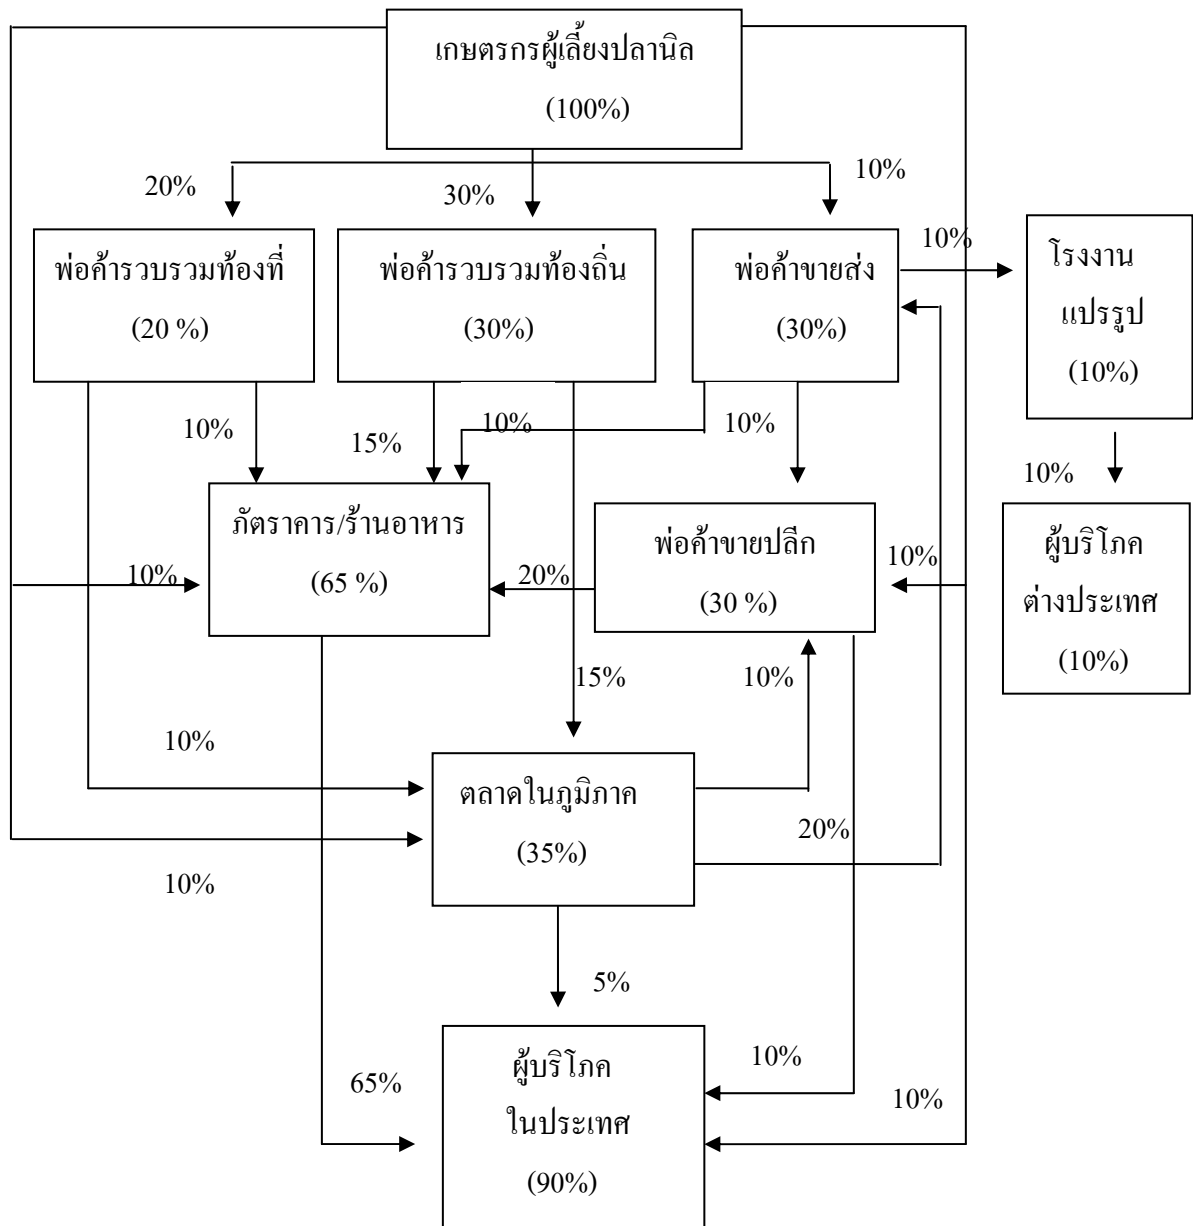 เกษตรกรผู้เลี้ยงปลานิล
(100%)
20%
30%
10%
พ่อค้ารวบรวมท้องที่
(20 %)
พ่อค้ารวบรวมท้องถิ่น
(30%)
พ่อค้าขายส่ง
(30%)
10%
โรงงาน
แปรรูป
(10%)
10%
15%
10%
10%
10%
ภัตราคาร/ร้านอาหาร
(65 %)
พ่อค้าขายปลีก
(30 %)
ผู้บริโภค
ต่างประเทศ
(10%)
10%
20%
10%
15%
10%
10%
ตลาดในภูมิภาค
(35%)
20%
10%
5%
ผู้บริโภค
ในประเทศ
(90%)
65%
10%
10%